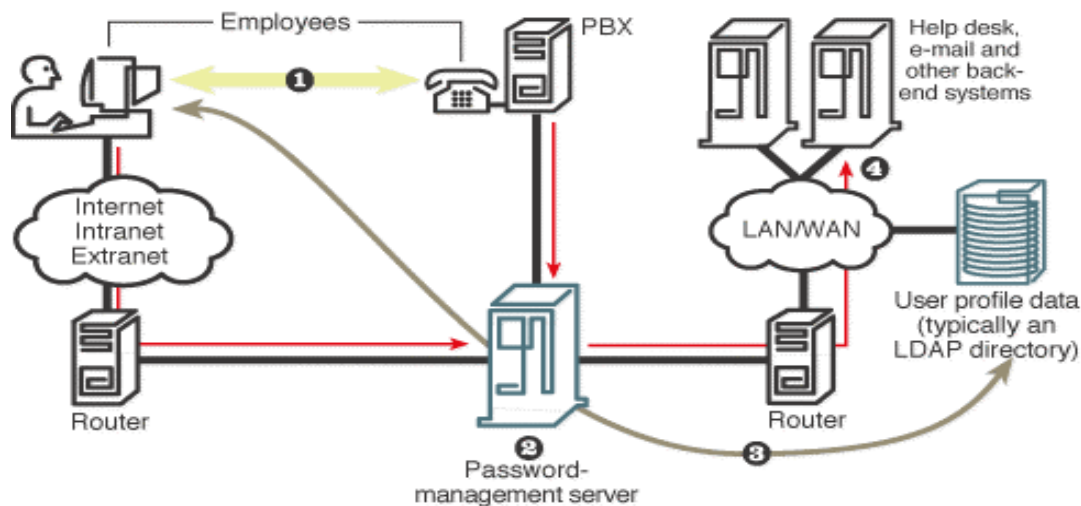 Employees
PBX
Help desk,
e-mail and
other back-
end systems
1
4
Internet
Intranet
Extranet
LAN/WAN
User profile data
(typically an
LDAP directory)
Router
Router
2
3
Password-
management server